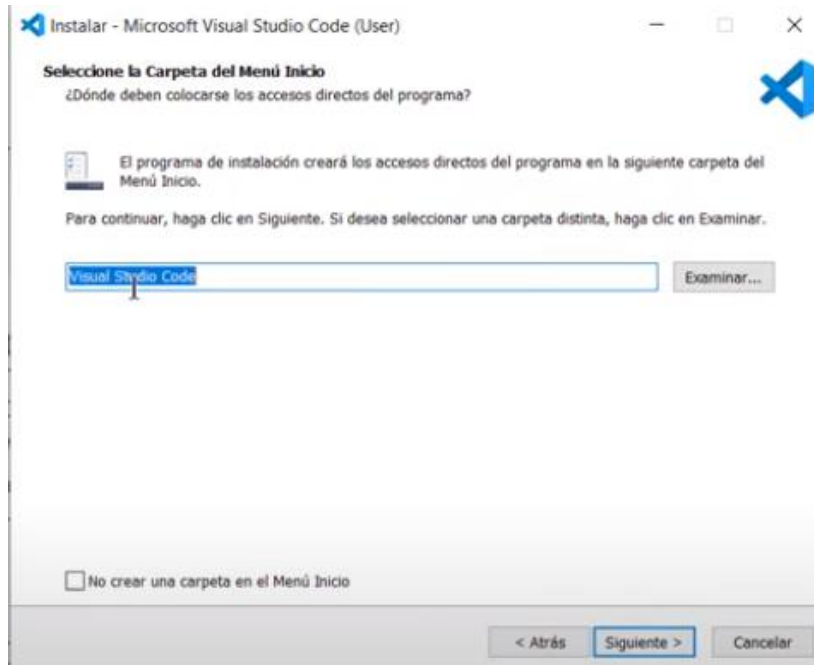 Instalar - Microsoft Visual Studio Code (User)
Seleccione la Carpeta del Menú Inicio
¿Dónde deben colocarse los accesos directos del programa?
El programa de instalación creará los accesos directos del programa en la siguiente carpeta del
Menú Inicio.
Para continuar, haga clic en Siguiente. Si desea seleccionar una carpeta distinta, haga clic en Examinar.
Visual Studio Code
Examinar...
No crear una carpeta en el Menú Inicio
< Atrás
Siguiente >
Cancelar